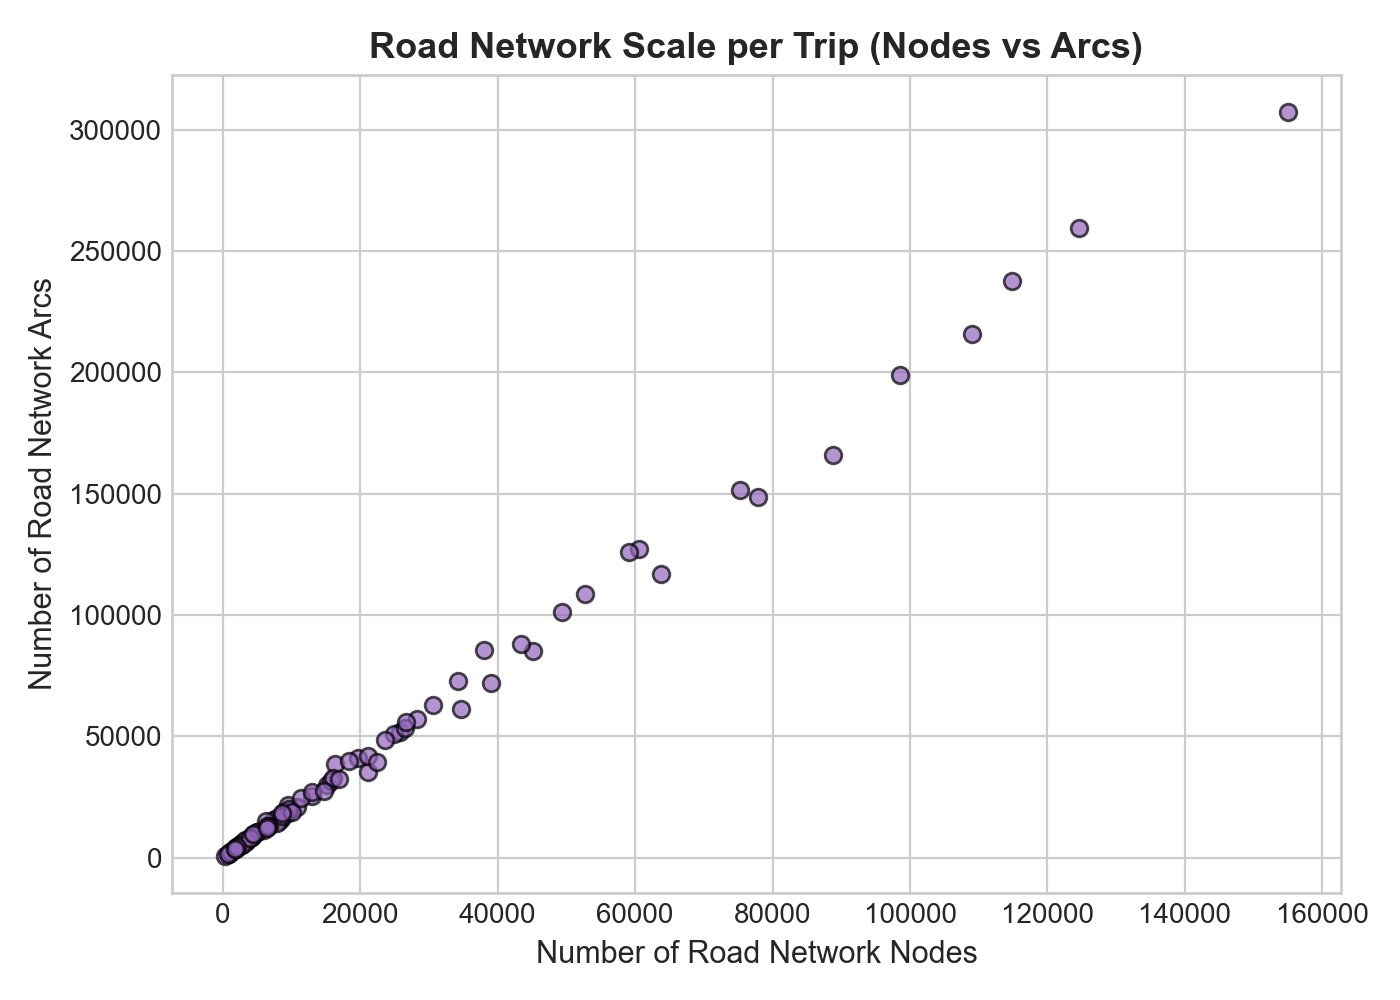 Road Network Scale per Trip (Nodes vs Arcs)
Number of Road Network Arcs
300000
250000
200000
150000
100000
50000
0
0 20000 40000 60000 80000 100000 120000 140000 160000
Number of Road Network Nodes